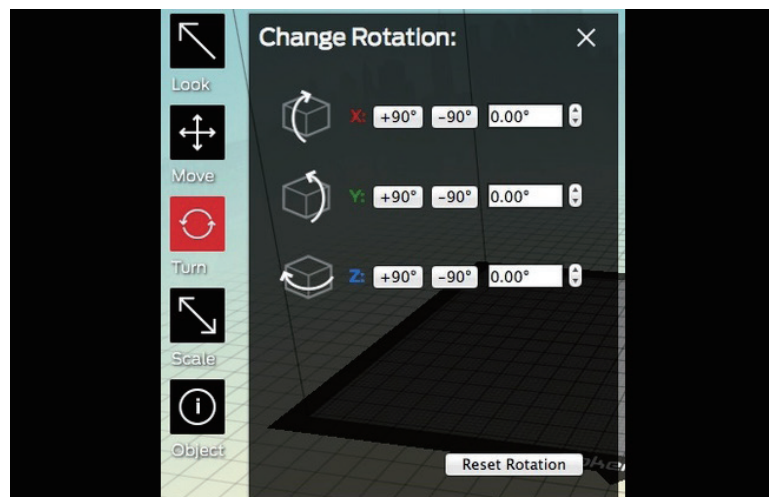 Change Rotation:
Look
X: +90° -90° 0.00°
Move
Y: +90° -90° 0.00°
Turn
Z: +90° -90° 0.00°
Scale
i
Object
Reset Rotation